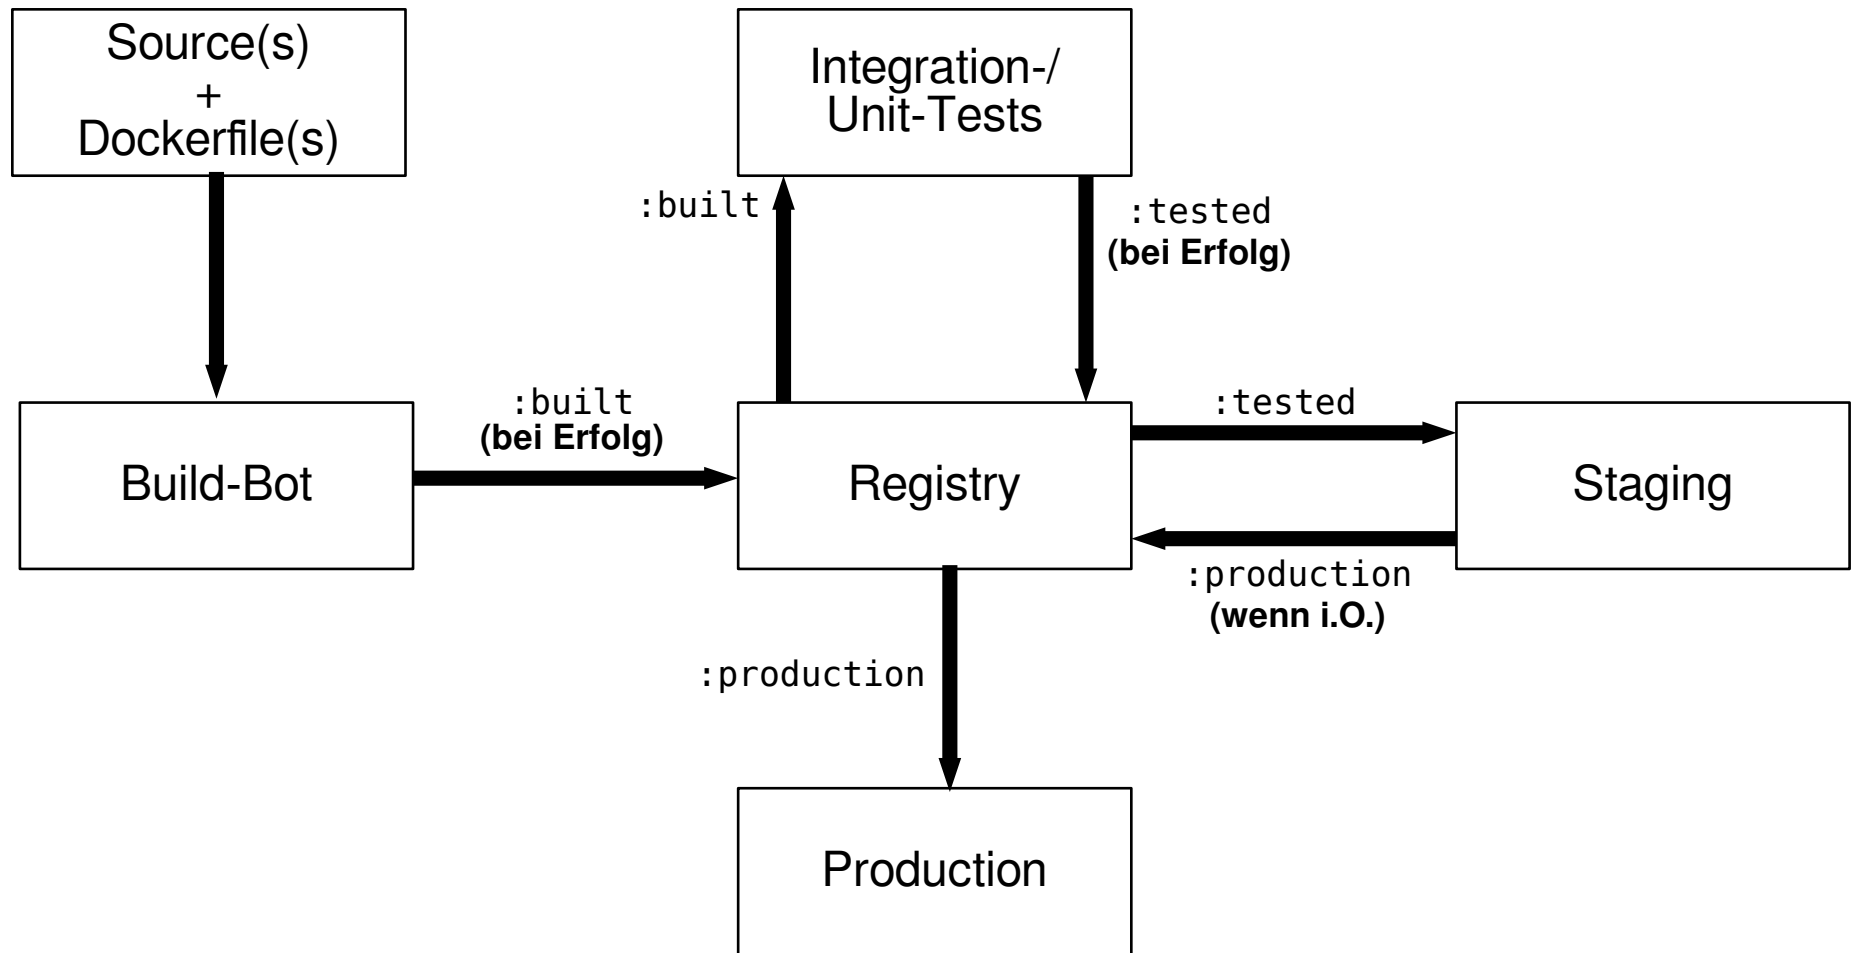 Source(s)
+
Dockerfile(s)
Integration-/
Unit-Tests
:built
:tested
(bei Erfolg)
:built
(bei Erfolg)
:tested
Build-Bot
Registry
Staging
:production
(wenn i.O.)
:production
Production